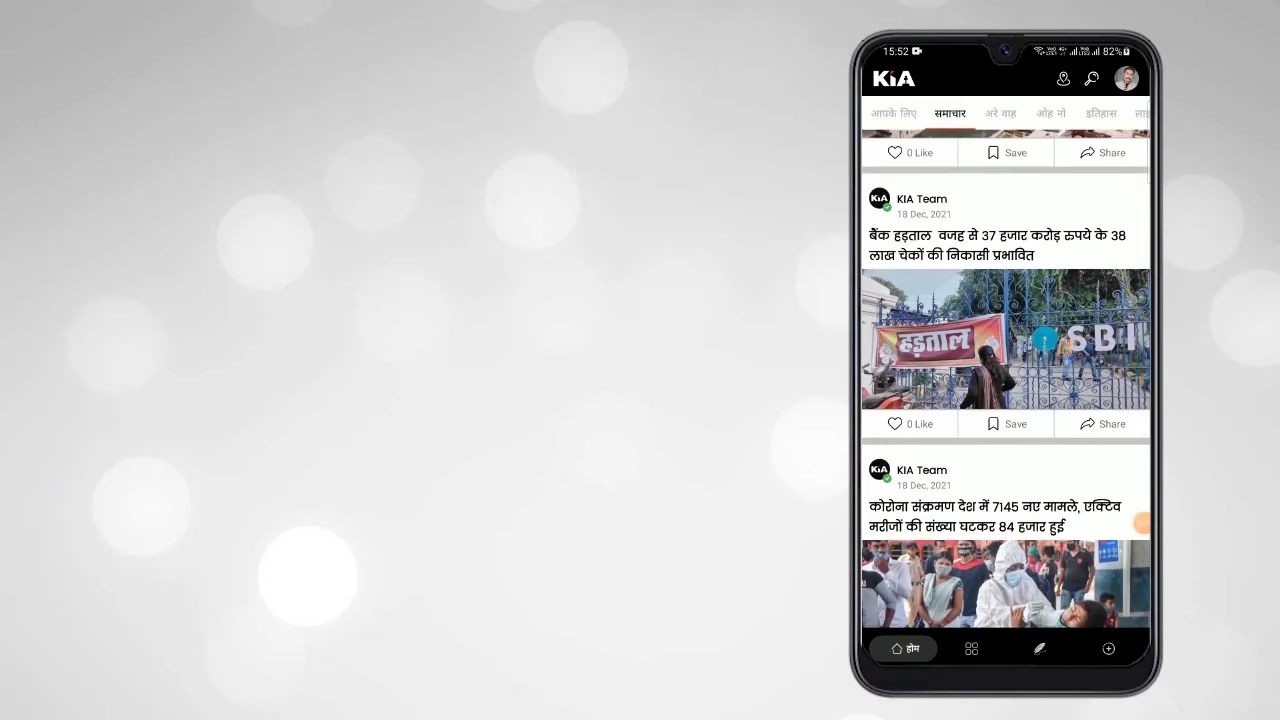 15:52
82%
KiA
आपके लिए समाचार अरे वाह ओह नो इतिहास
0 Like Save Share
KiA
KIA Team
18 Dec, 2021
बैंक हड़ताल वजह से 37 हजार करोड़ रुपये के 38
लाख चेकों की निकासी प्रभावित
हड़ताल
SBI
0 Like Save Share
KiA
KIA Team
18 Dec, 2021
कोरोना संक्रमण देश में 7145 नए मामले, एक्टिव
मरीजों की संख्या घटकर 84 हजार हुई
होम